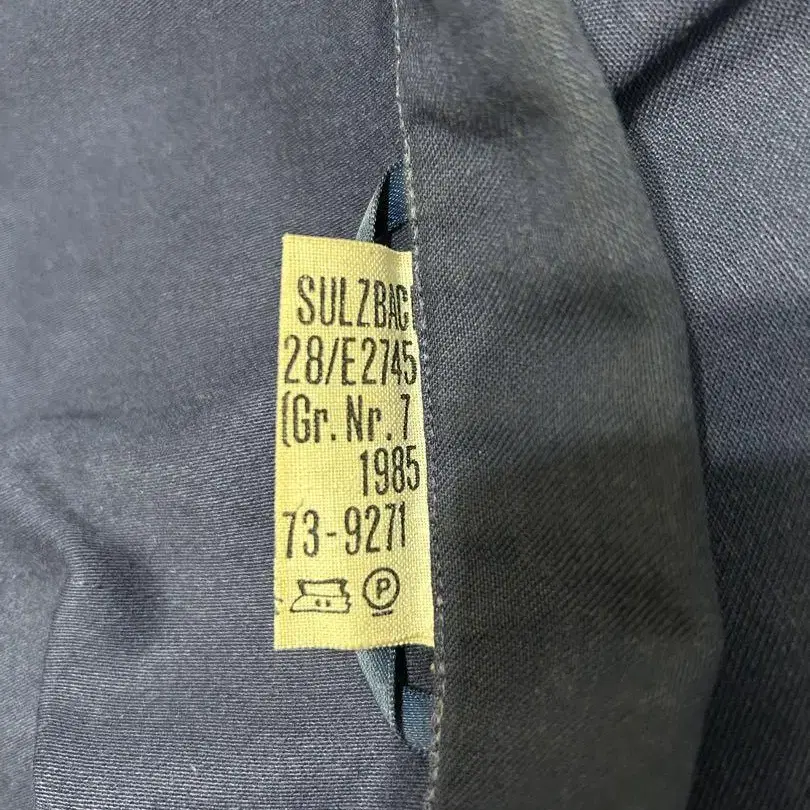 SULZBAC
28/E2745
(Gr. Nr. 7
1985
73-9271
P